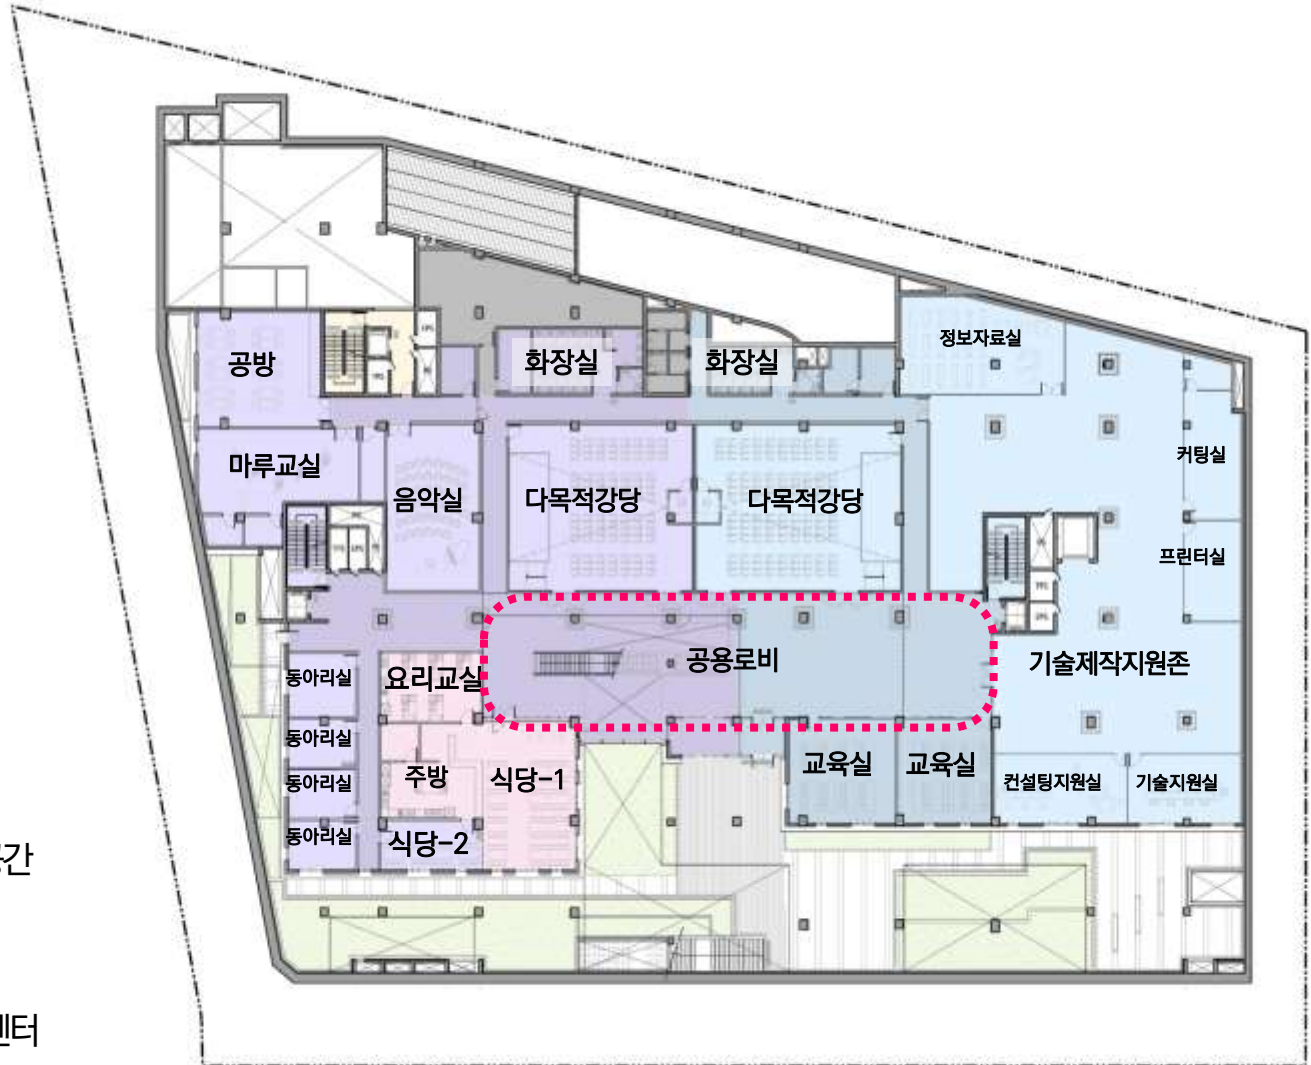 정보자료실
공방
화장실
화장실
마루교실
음악실
다목적강당
다목적강당
커팅실
프린터실
공용로비
기술제작지원존
동아리실
요리교실
동아리실
주방
식당-1
교육실
교육실
컨설팅지원실
기술지원실
동아리실
동아리실
식당-2